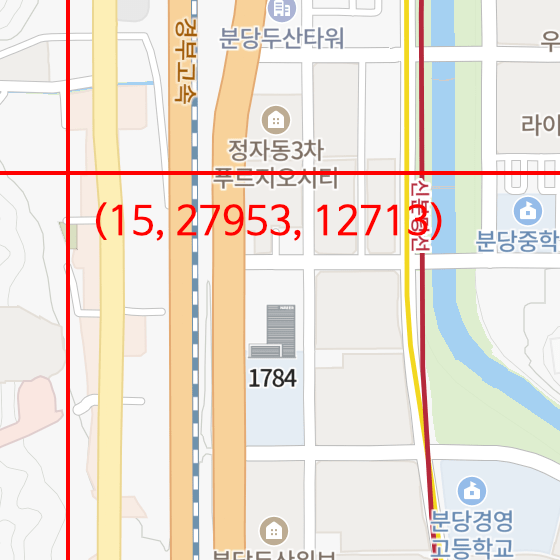 분당두산타워
경부고속
우
라이
정자동3차
푸르지오시티
(15, 27953, 12713)
신분당선
분당중학
1784
분당경영
고등학교
분당두산위브